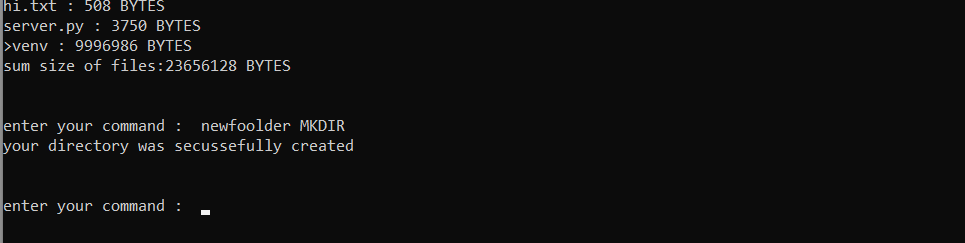 hi.txt : 508 BYTES
server.py : 3750 BYTES
>venv : 9996986 BYTES
sum size of files:23656128 BYTES
enter your command :  newfoolder MKDIR
your directory was secussefully created
enter your command :